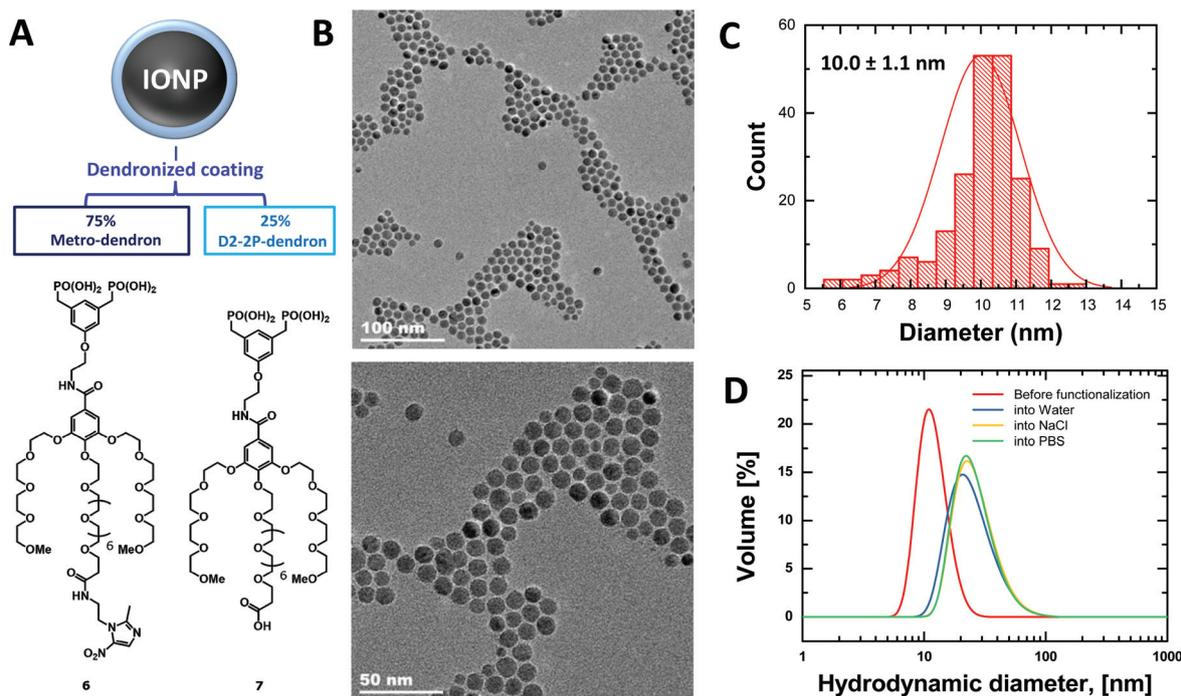 A
IONP
Dendronized coating
75%
Metro-dendron
25%
D2-2P-dendron
PO(OH)2 PO(OH)2
O
HN
O
O
O
O
O
O
O
O
O
O
O
O
OMe
O
6
MeO
O
HN
N
N
O2N
6
PO(OH)2 PO(OH)2
O
HN
O
O
O
O
O
O
O
O
O
O
OMe
O
6
MeO
O
OH
7
B
100 nm
50 nm
C
10.0 ± 1.1 nm
Count
60
40
20
0
5 6 7 8 9 10 11 12 13 14 15
Diameter (nm)
D
Before functionalization
into Water
into NaCl
into PBS
Volume [%]
25
20
15
10
5
0
1 10 100 1000
Hydrodynamic diameter, [nm]